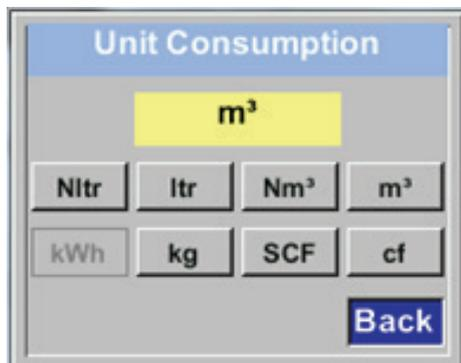 Unit Consumption
m³
Nltr ltr Nm³ m³
kWh kg SCF cf
Back